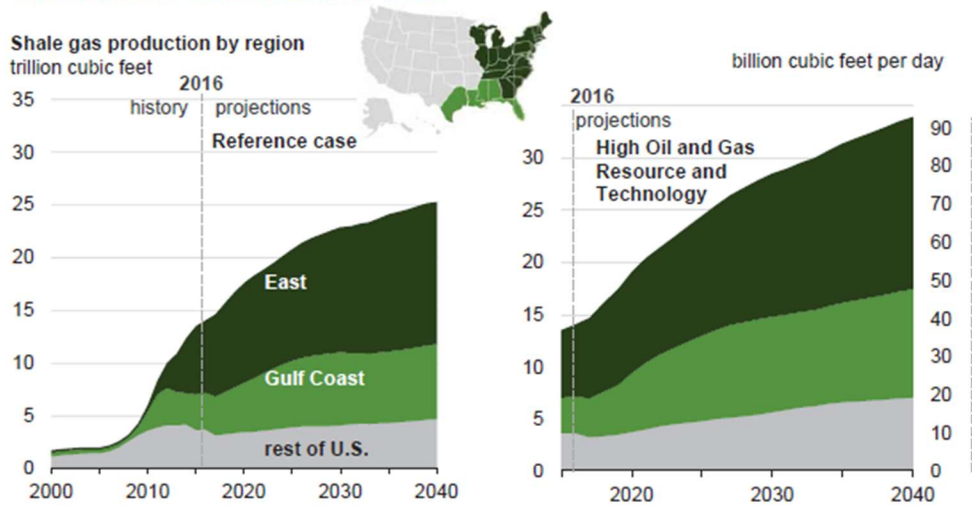 Shale gas production by region
trillion cubic feet
2016
history
projections
Reference case
35
30
25
20
15
10
5
0
East
Gulf Coast
rest of U.S.
2000
2010
2020
2030
2040
billion cubic feet per day
2016
projections
High Oil and Gas
Resource and
Technology
30
25
20
15
10
5
0
90
80
70
60
50
40
30
20
10
0
2020
2030
2040